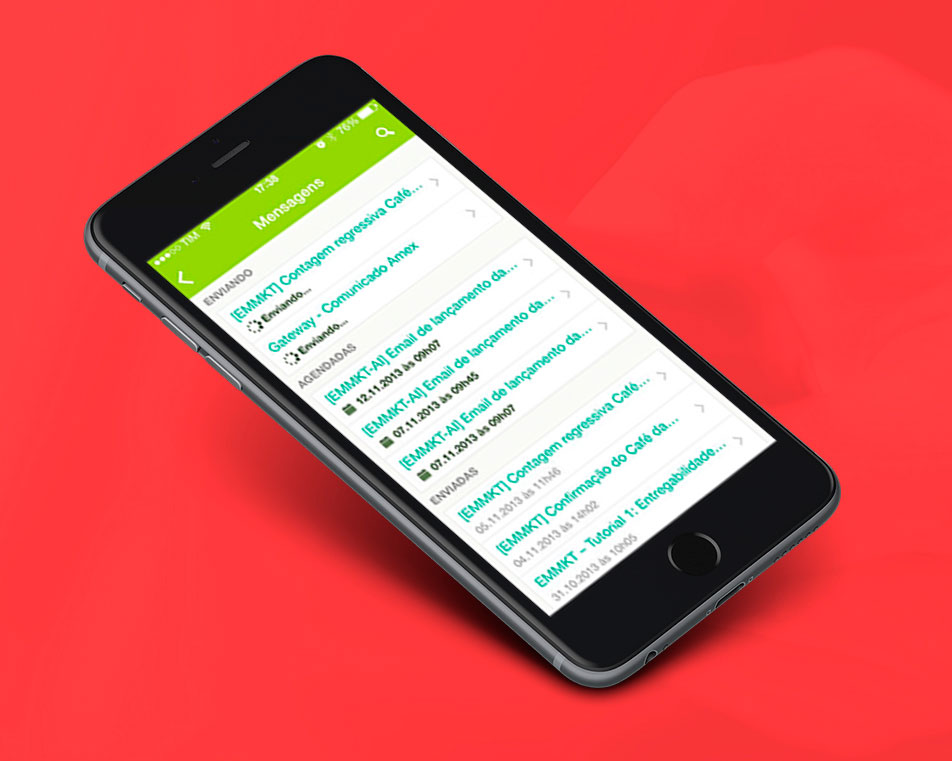 TIM 17:38 76%
Mensagens
ENVIANDO
[EMMKT] Contagem regressiva Café...
Enviando...
Gateway - Comunicado Amex
Enviando...
AGENDADAS
[EMMKT-AI] Email de lançamento da...
12.11.2013 às 09h07
[EMMKT-AI] Email de lançamento da...
07.11.2013 às 09h45
[EMMKT-AI] Email de lançamento da...
07.11.2013 às 09h07
ENVIADAS
[EMMKT] Contagem regressiva Café...
05.11.2013 às 11h46
[EMMKT] Confirmação do Café da...
04.11.2013 às 14h02
EMMKT – Tutorial 1: Entregabilidade...
31.10.2013 às 10h05